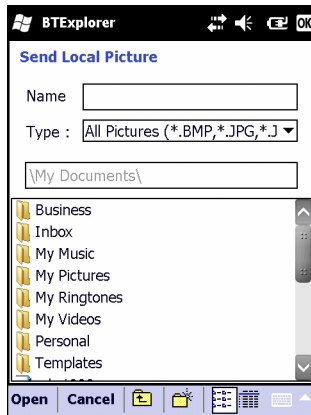 BTExplorer
OK
Send Local Picture
Name
Type : All Pictures (*.BMP,*.JPG,*.J
\My Documents\
Business
Inbox
My Music
My Pictures
My Ringtones
My Videos
Personal
Templates
Open Cancel